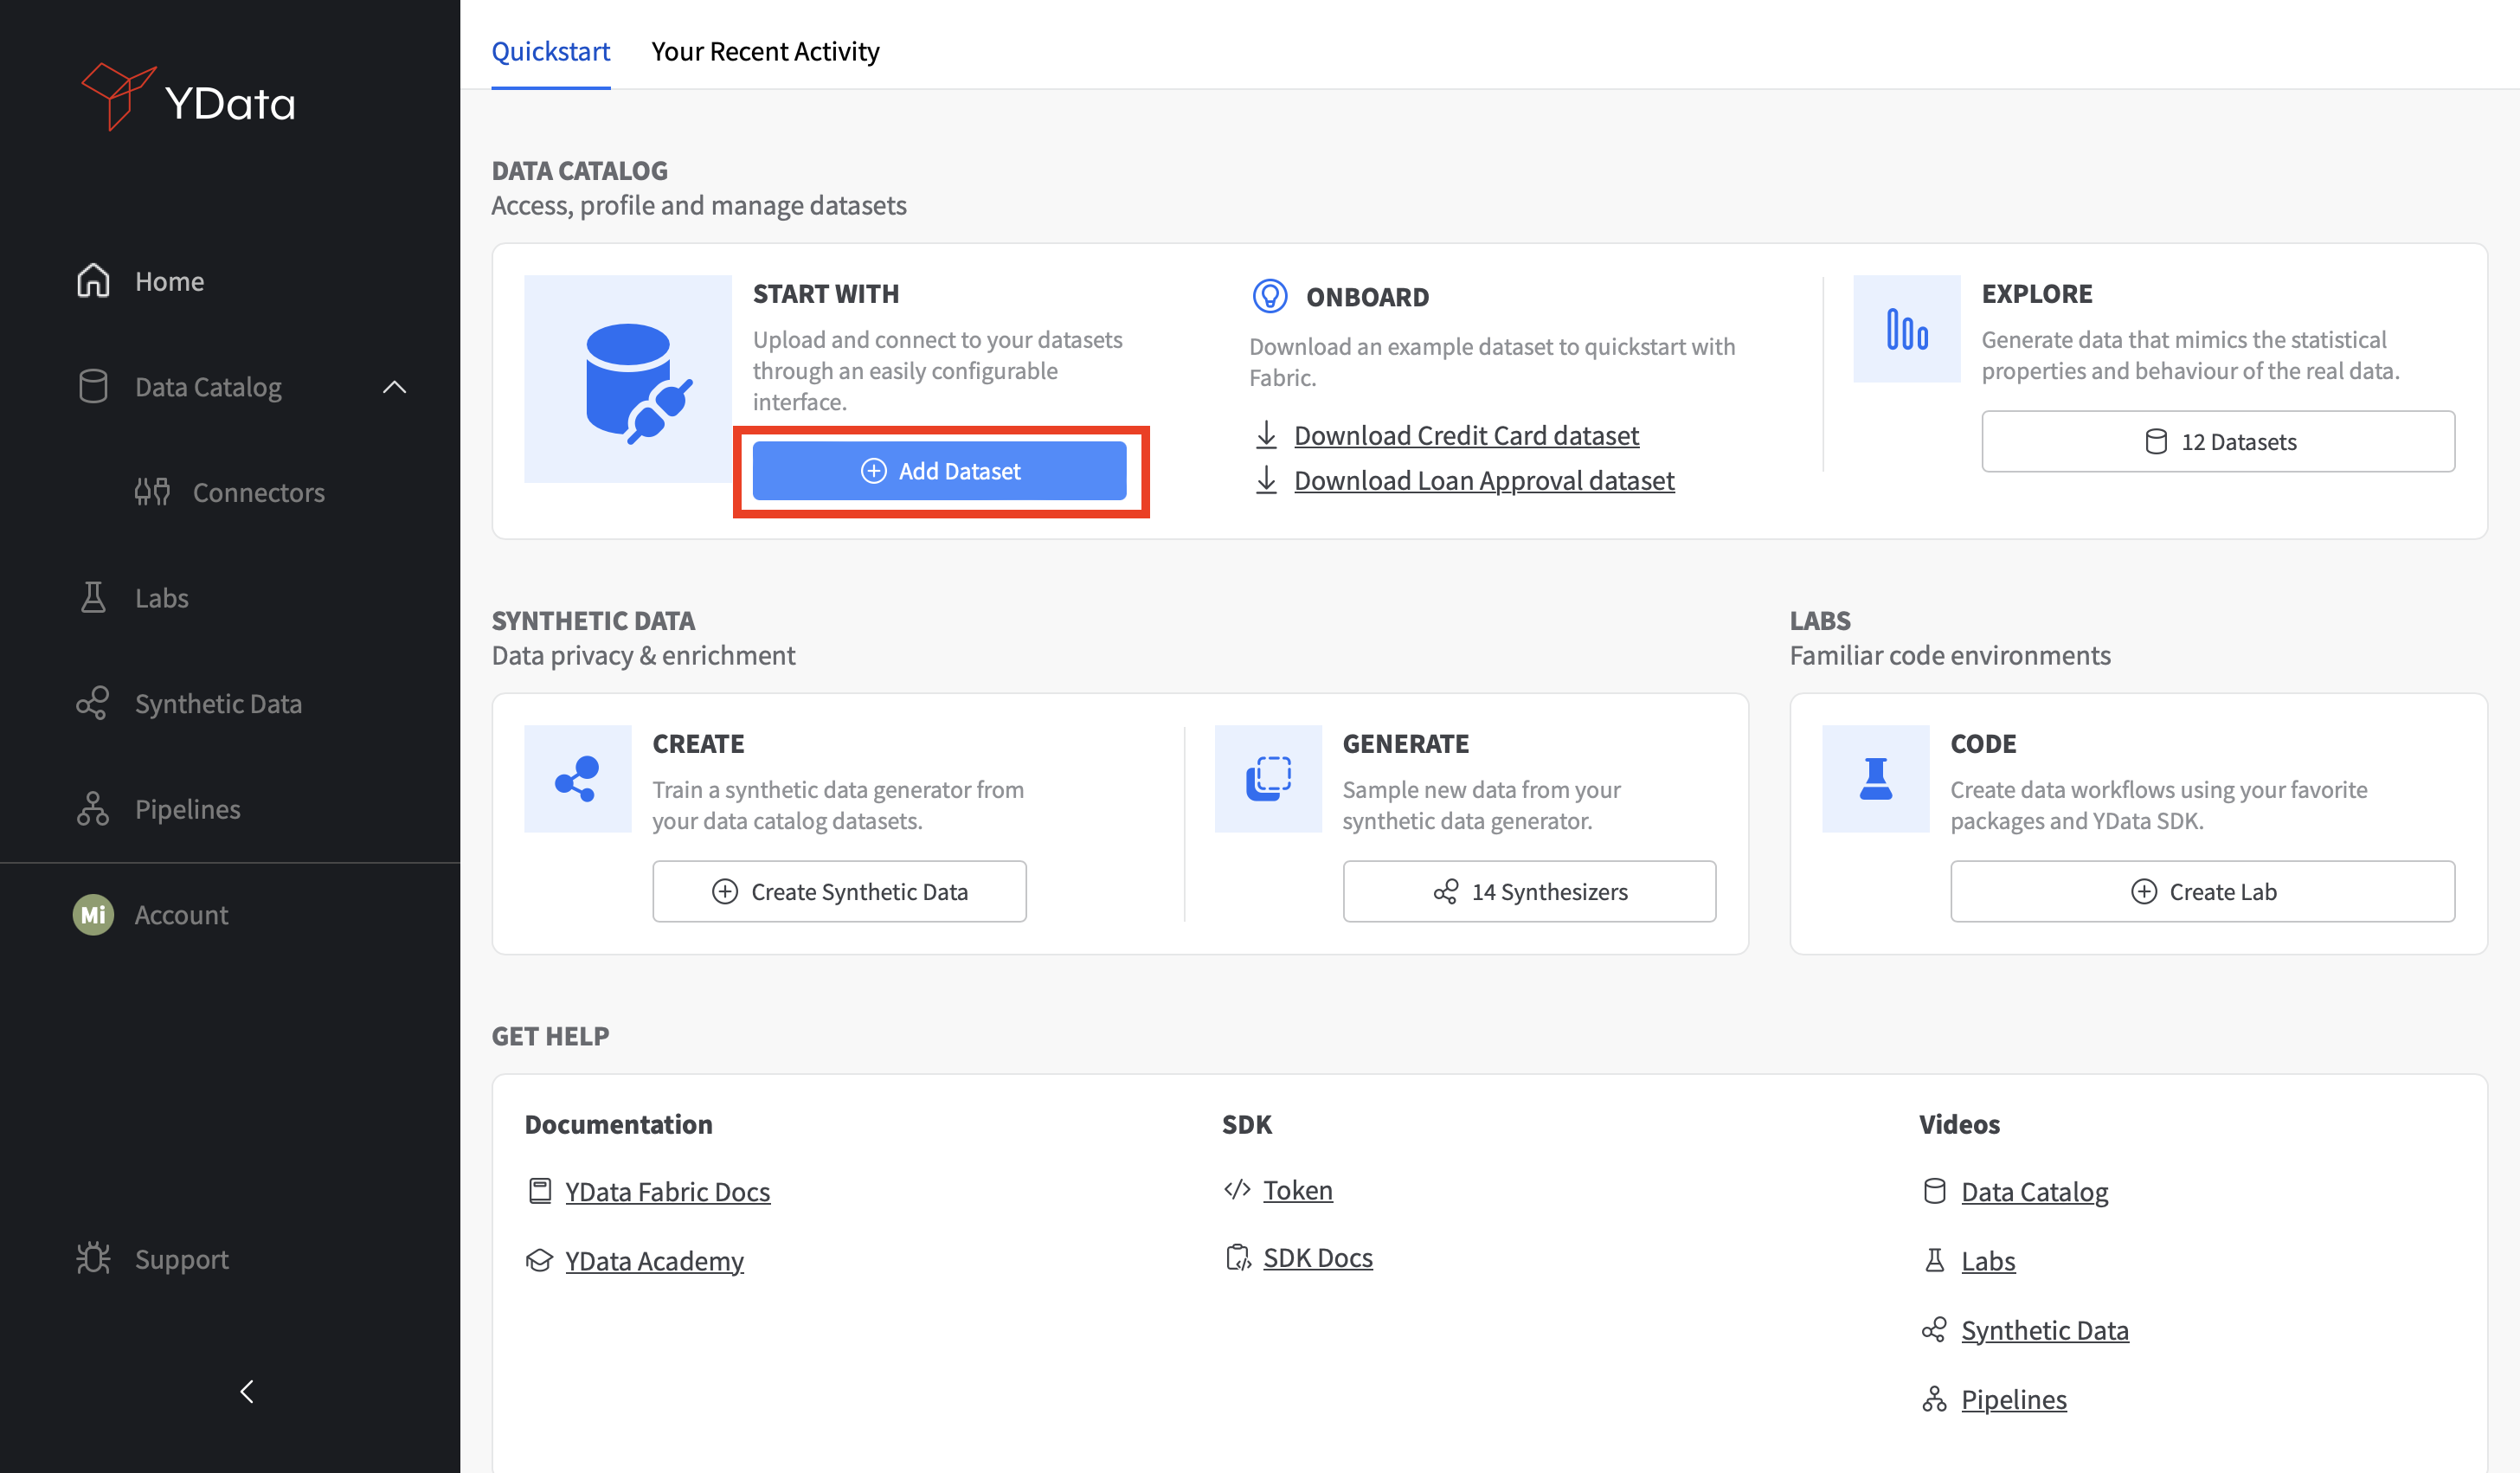 YData
Home
Data Catalog
Connectors
Labs
Synthetic Data
Pipelines
Mi
Account
Support
Quickstart
Your Recent Activity
DATA CATALOG
Access, profile and manage datasets
START WITH
Upload and connect to your datasets
through an easily configurable
interface.
Add Dataset
ONBOARD
Download an example dataset to quickstart with
Fabric.
Download Credit Card dataset
Download Loan Approval dataset
EXPLORE
Generate data that mimics the statistical
properties and behaviour of the real data.
12 Datasets
SYNTHETIC DATA
Data privacy & enrichment
CREATE
Train a synthetic data generator from
your data catalog datasets.
Create Synthetic Data
GENERATE
Sample new data from your
synthetic data generator.
14 Synthesizers
LABS
Familiar code environments
CODE
Create data workflows using your favorite
packages and YData SDK.
Create Lab
GET HELP
Documentation
YData Fabric Docs
YData Academy
SDK
Token
SDK Docs
Videos
Data Catalog
Labs
Synthetic Data
Pipelines